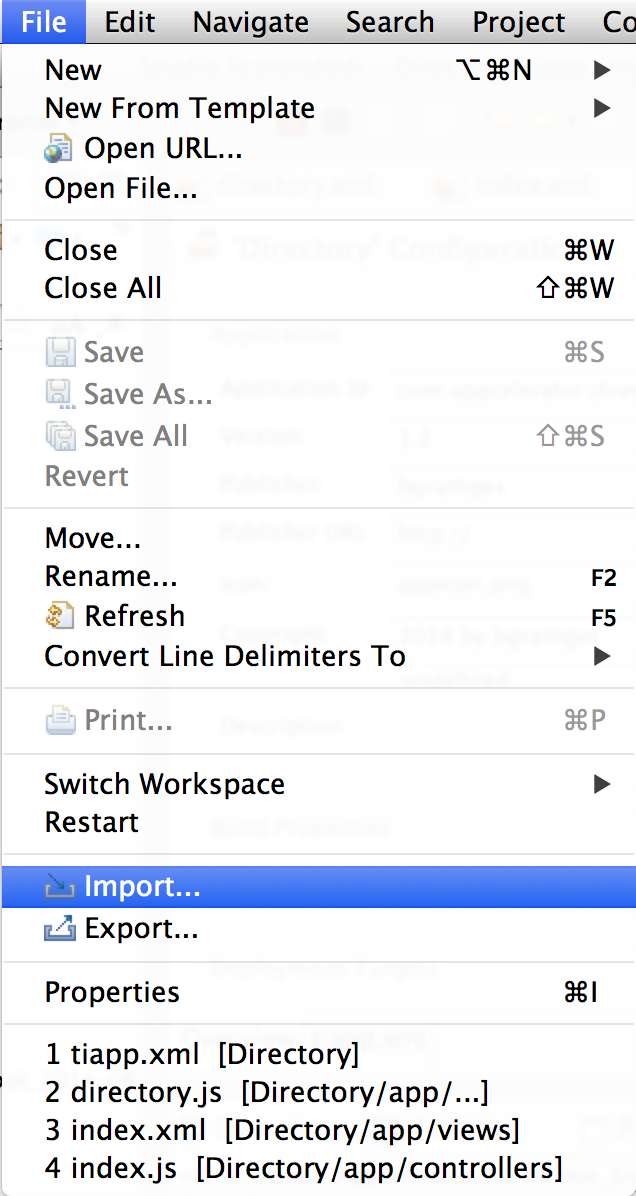 File Edit Navigate Search Project Co
New ⌥⌘N ▶
New From Template ▶
Open URL...
Open File...
Close ⌘W
Close All ⇧⌘W
Save ⌘S
Save As...
Save All ⇧⌘S
Revert
Move...
Rename... F2
Refresh F5
Convert Line Delimiters To ▶
Print... ⌘P
Switch Workspace ▶
Restart
Import...
Export...
Properties ⌘I
1 tiapp.xml [Directory]
2 directory.js [Directory/app/...]
3 index.xml [Directory/app/views]
4 index.js [Directory/app/controllers]